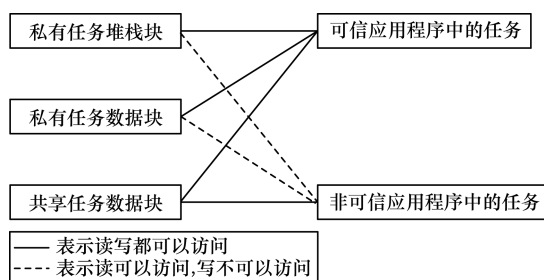 私有任务堆栈块
可信应用程序中的任务
私有任务数据块
共享任务数据块
非可信应用程序中的任务
表示读写都可以访问
表示读可以访问,写不可以访问